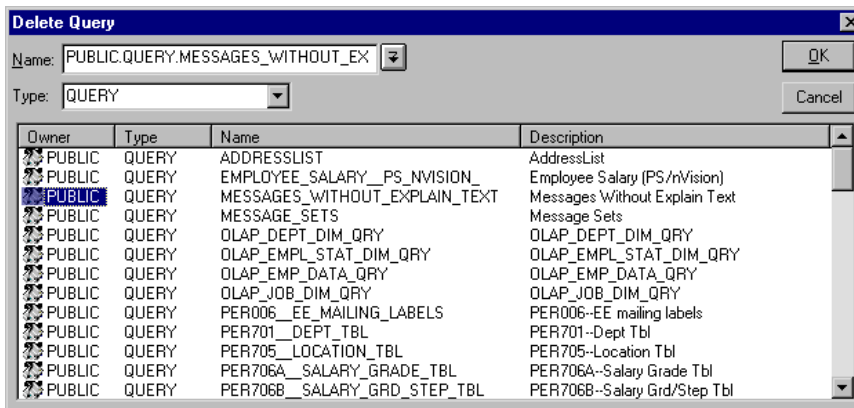 Delete Query
Name: PUBLIC.QUERY.MESSAGES_WITHOUT_EX OK
Type: QUERY Cancel
Owner Type Name Description
PUBLIC QUERY ADDRESSLIST AddressList
PUBLIC QUERY EMPLOYEE_SALARY__PS_NVISION_ Employee Salary (PS/nVision)
PUBLIC QUERY MESSAGES_WITHOUT_EXPLAIN_TEXT Messages Without Explain Text
PUBLIC QUERY MESSAGE_SETS Message Sets
PUBLIC QUERY OLAP_DEPT_DIM_QRY OLAP_DEPT_DIM_QRY
PUBLIC QUERY OLAP_EMPL_STAT_DIM_QRY OLAP_EMPL_STAT_DIM_QRY
PUBLIC QUERY OLAP_EMP_DATA_QRY OLAP_EMP_DATA_QRY
PUBLIC QUERY OLAP_JOB_DIM_QRY OLAP_JOB_DIM_QRY
PUBLIC QUERY PER006__EE_MAILING_LABELS PER006--EE mailing labels
PUBLIC QUERY PER701__DEPT_TBL PER701--Dept Tbl
PUBLIC QUERY PER705__LOCATION_TBL PER705--Location Tbl
PUBLIC QUERY PER706A__SALARY_GRADE_TBL PER706A--Salary Grade Tbl
PUBLIC QUERY PER706B__SALARY_GRD_STEP_TBL PER706B--Salary Grd/Step Tbl